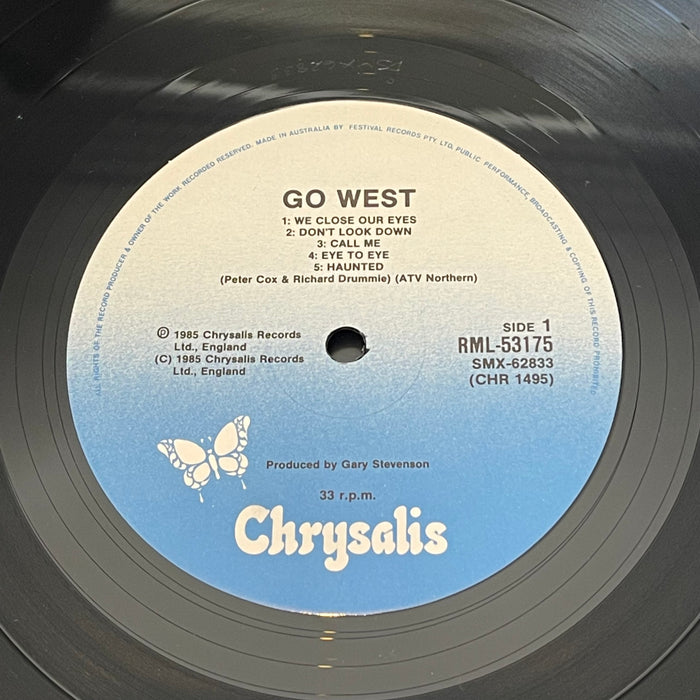 ALL RIGHTS OF THE RECORD PRODUCER & OWNER OF THE WORK RECORDED RESERVED. MADE IN AUSTRALIA BY FESTIVAL RECORDS PTY. LTD. PUBLIC PERFORMANCE, BROADCASTING & COPYING OF THIS RECORD PROHIBITED
GO WEST
1: WE CLOSE OUR EYES
2: DON'T LOOK DOWN
3: CALL ME
4: EYE TO EYE
5: HAUNTED
(Peter Cox & Richard Drummie) (ATV Northern)
℗ 1985 Chrysalis Records
Ltd., England
(C) 1985 Chrysalis Records
Ltd., England
SIDE 1
RML-53175
SMX-62833
(CHR 1495)
Produced by Gary Stevenson
33 r.p.m.
Chrysalis